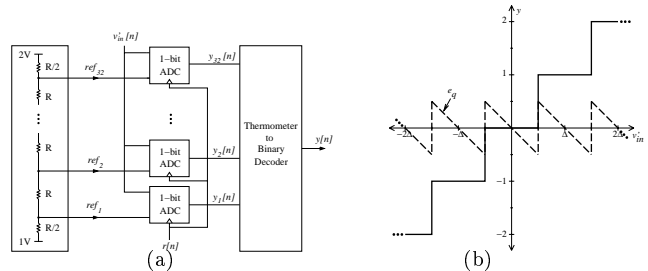 2V
R/2
R
R
R
R/2
1V
ref32
ref2
ref1
v'in[n]
1−bit
ADC
1−bit
ADC
1−bit
ADC
r[n]
y32[n]
y2[n]
y1[n]
Thermometer
to
Binary
Decoder
y[n]
(a)
y
2
1
−1
−2
eq
−2Δ
−Δ
Δ
2Δ
v'in
(b)